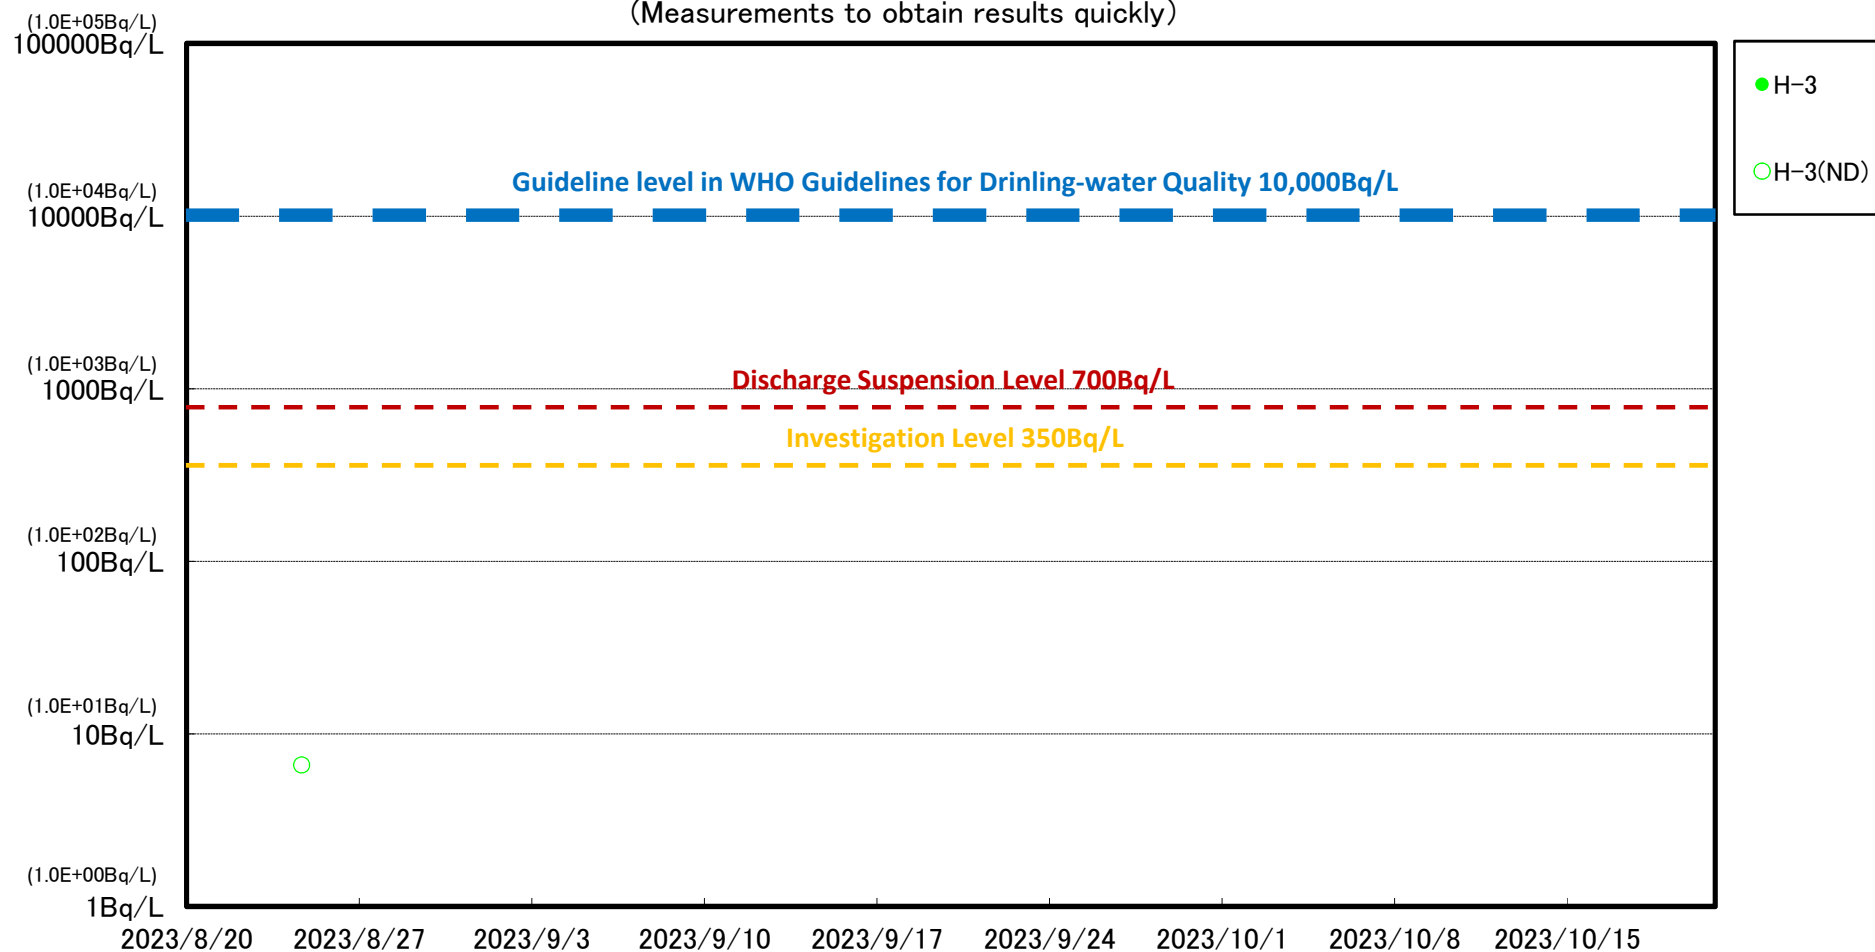 (Measurements to obtain results quickly)
(1.0E+05Bq/L)
100000Bq/L
H-3
H-3(ND)
(1.0E+04Bq/L)
10000Bq/L
Guideline level in WHO Guidelines for Drinling-water Quality 10,000Bq/L
(1.0E+03Bq/L)
1000Bq/L
Discharge Suspension Level 700Bq/L
Investigation Level 350Bq/L
(1.0E+02Bq/L)
100Bq/L
(1.0E+01Bq/L)
10Bq/L
(1.0E+00Bq/L)
1Bq/L
2023/8/20 2023/8/27 2023/9/3 2023/9/10 2023/9/17 2023/9/24 2023/10/1 2023/10/8 2023/10/15